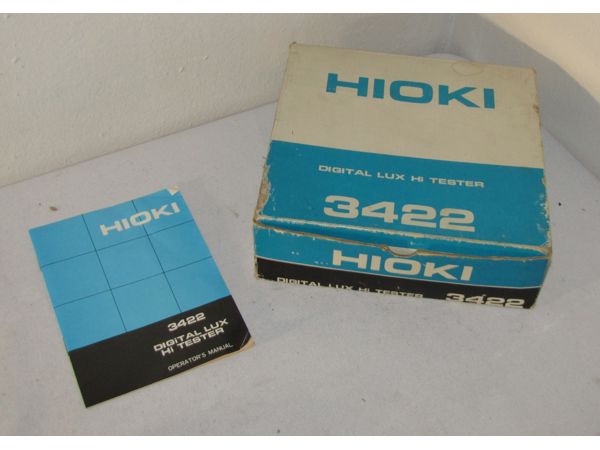 HIOKI
DIGITAL LUX Hi TESTER
3422
HIOKI
DIGITAL LUX Hi TESTER 3422
HIOKI
3422
DIGITAL LUX
Hi TESTER
OPERATOR'S MANUAL